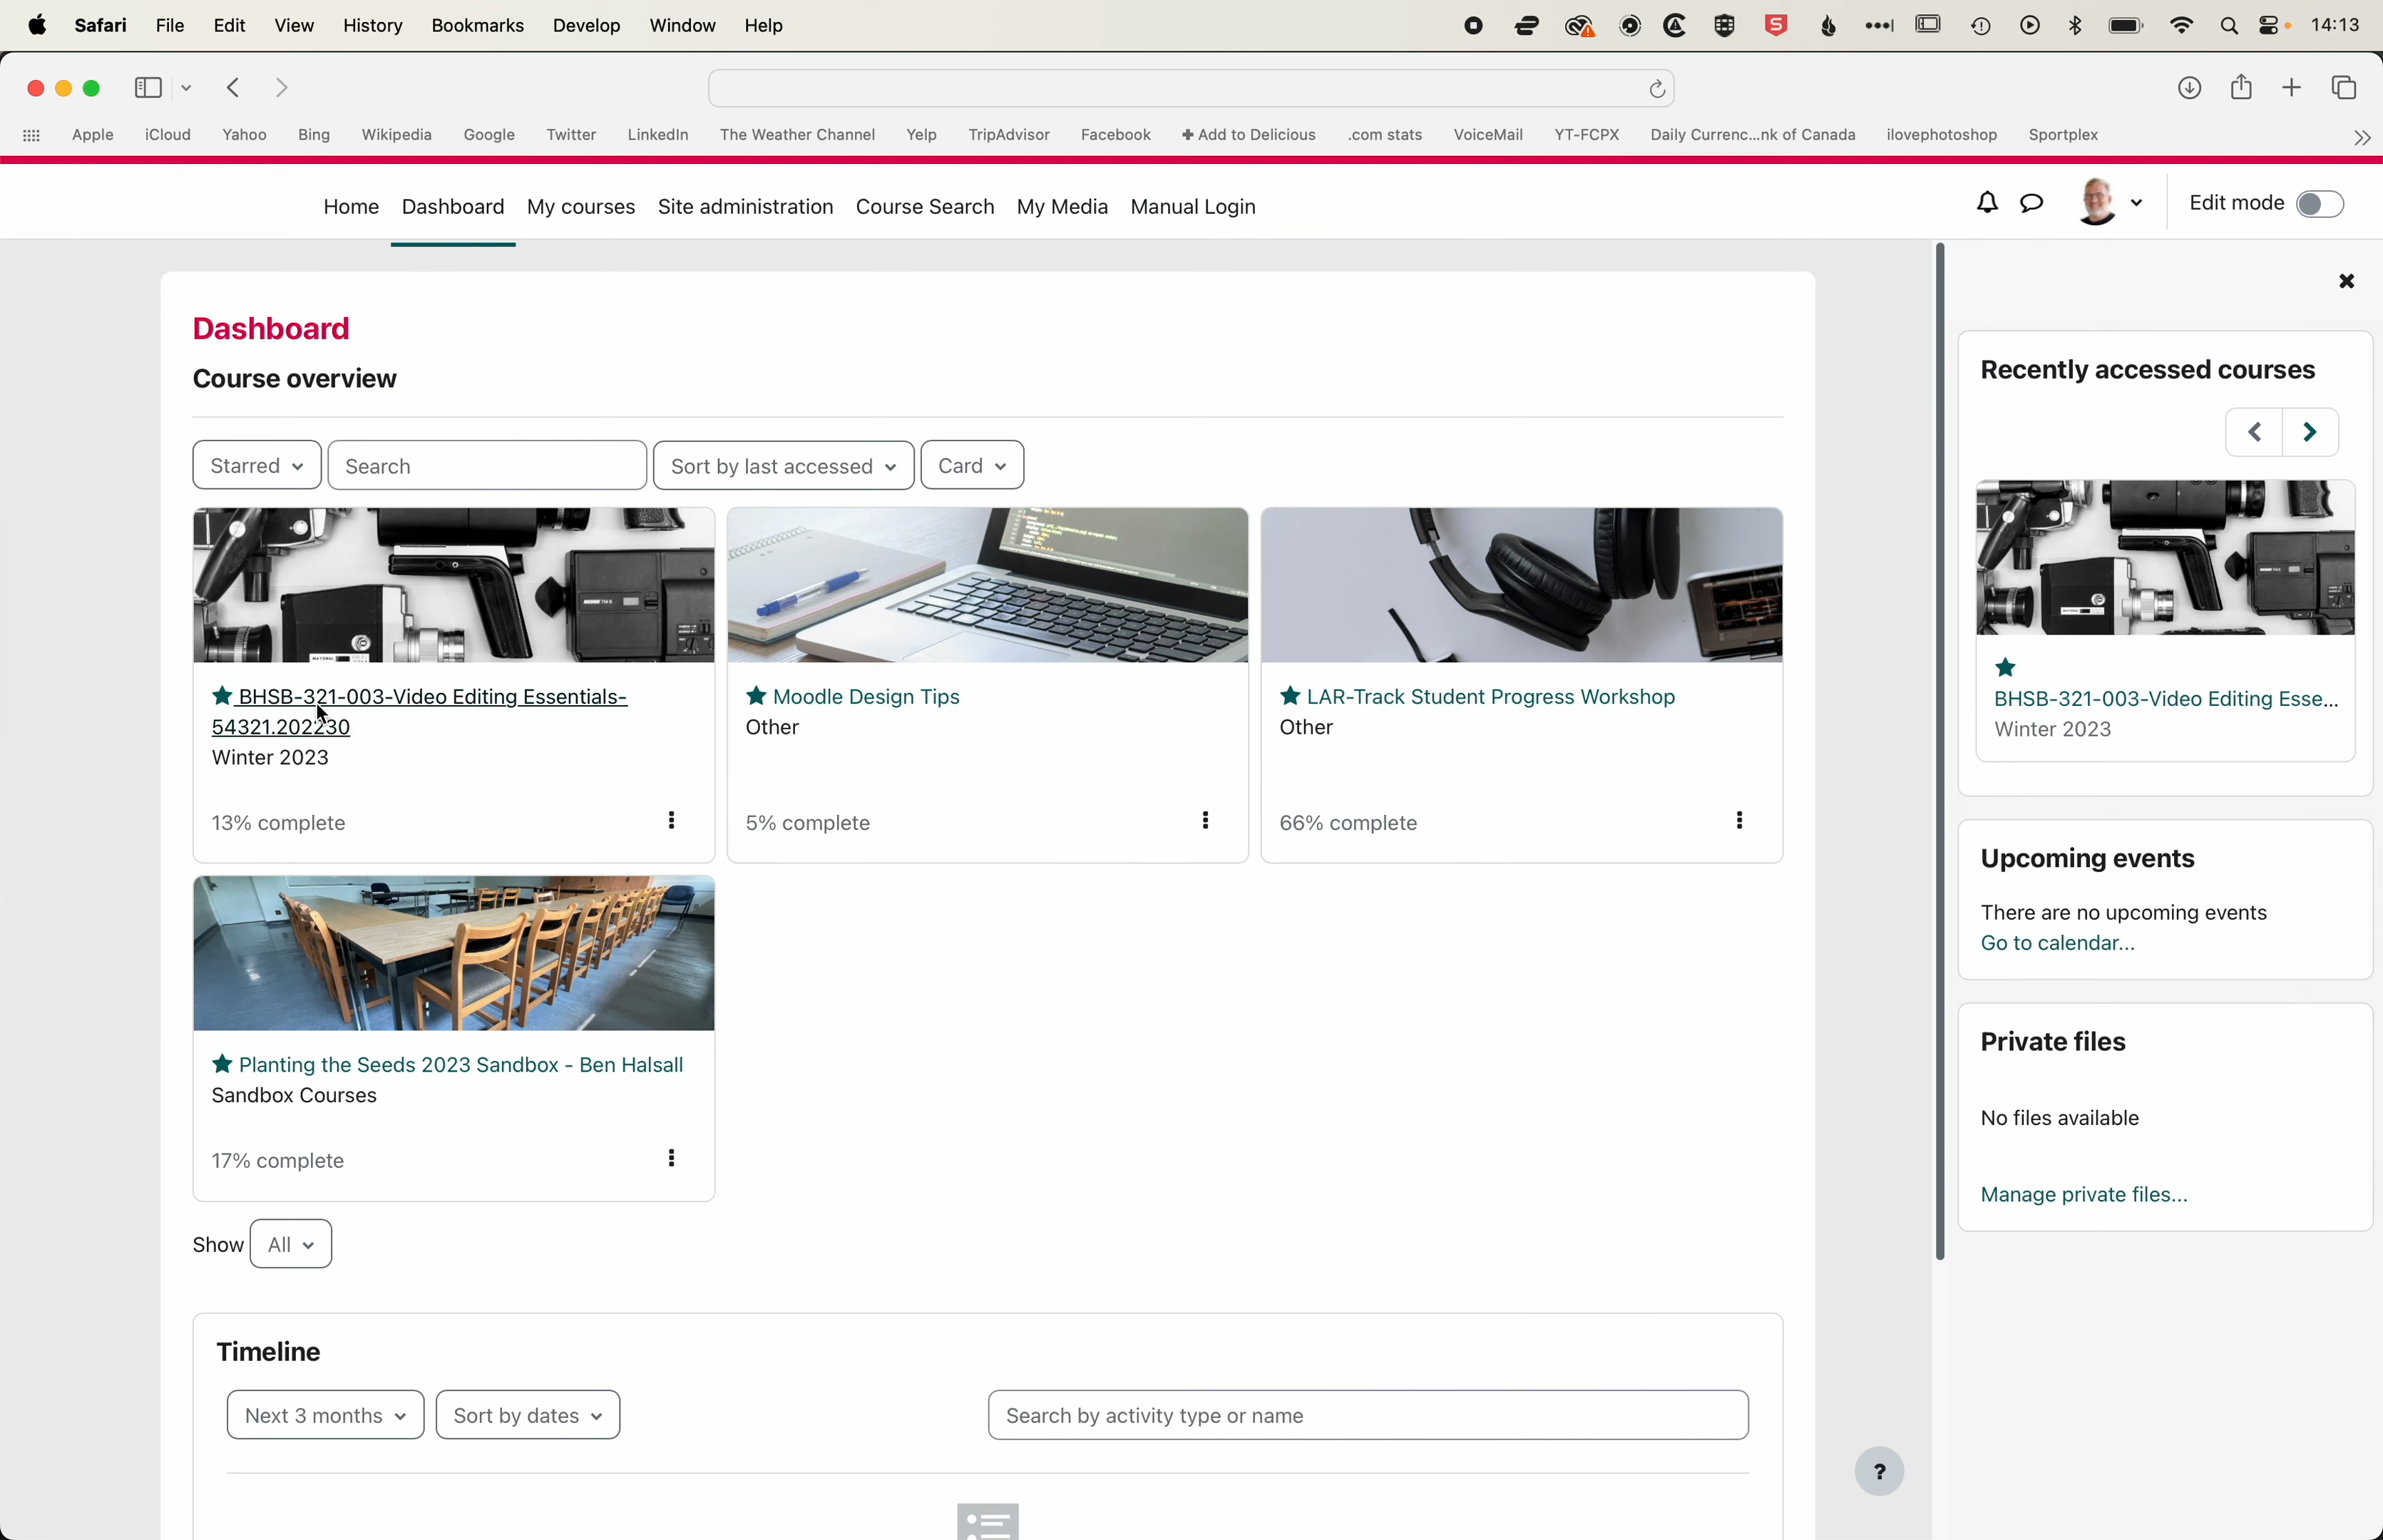 Safari File Edit View History Bookmarks Develop Window Help 14:13
Apple iCloud Yahoo Bing Wikipedia Google Twitter LinkedIn The Weather Channel Yelp TripAdvisor Facebook + Add to Delicious .com stats VoiceMail YT-FCPX Daily Currenc...nk of Canada ilovephotoshop Sportplex
Home Dashboard My courses Site administration Course Search My Media Manual Login Edit mode
Dashboard
Course overview
Starred Search Sort by last accessed Card
BHSB-321-003-Video Editing Essentials-
54321.202230
Winter 2023
13% complete
Moodle Design Tips
Other
5% complete
LAR-Track Student Progress Workshop
Other
66% complete
Planting the Seeds 2023 Sandbox - Ben Halsall
Sandbox Courses
17% complete
Show All
Timeline
Next 3 months Sort by dates Search by activity type or name
?
Recently accessed courses
BHSB-321-003-Video Editing Esse...
Winter 2023
Upcoming events
There are no upcoming events
Go to calendar...
Private files
No files available
Manage private files...